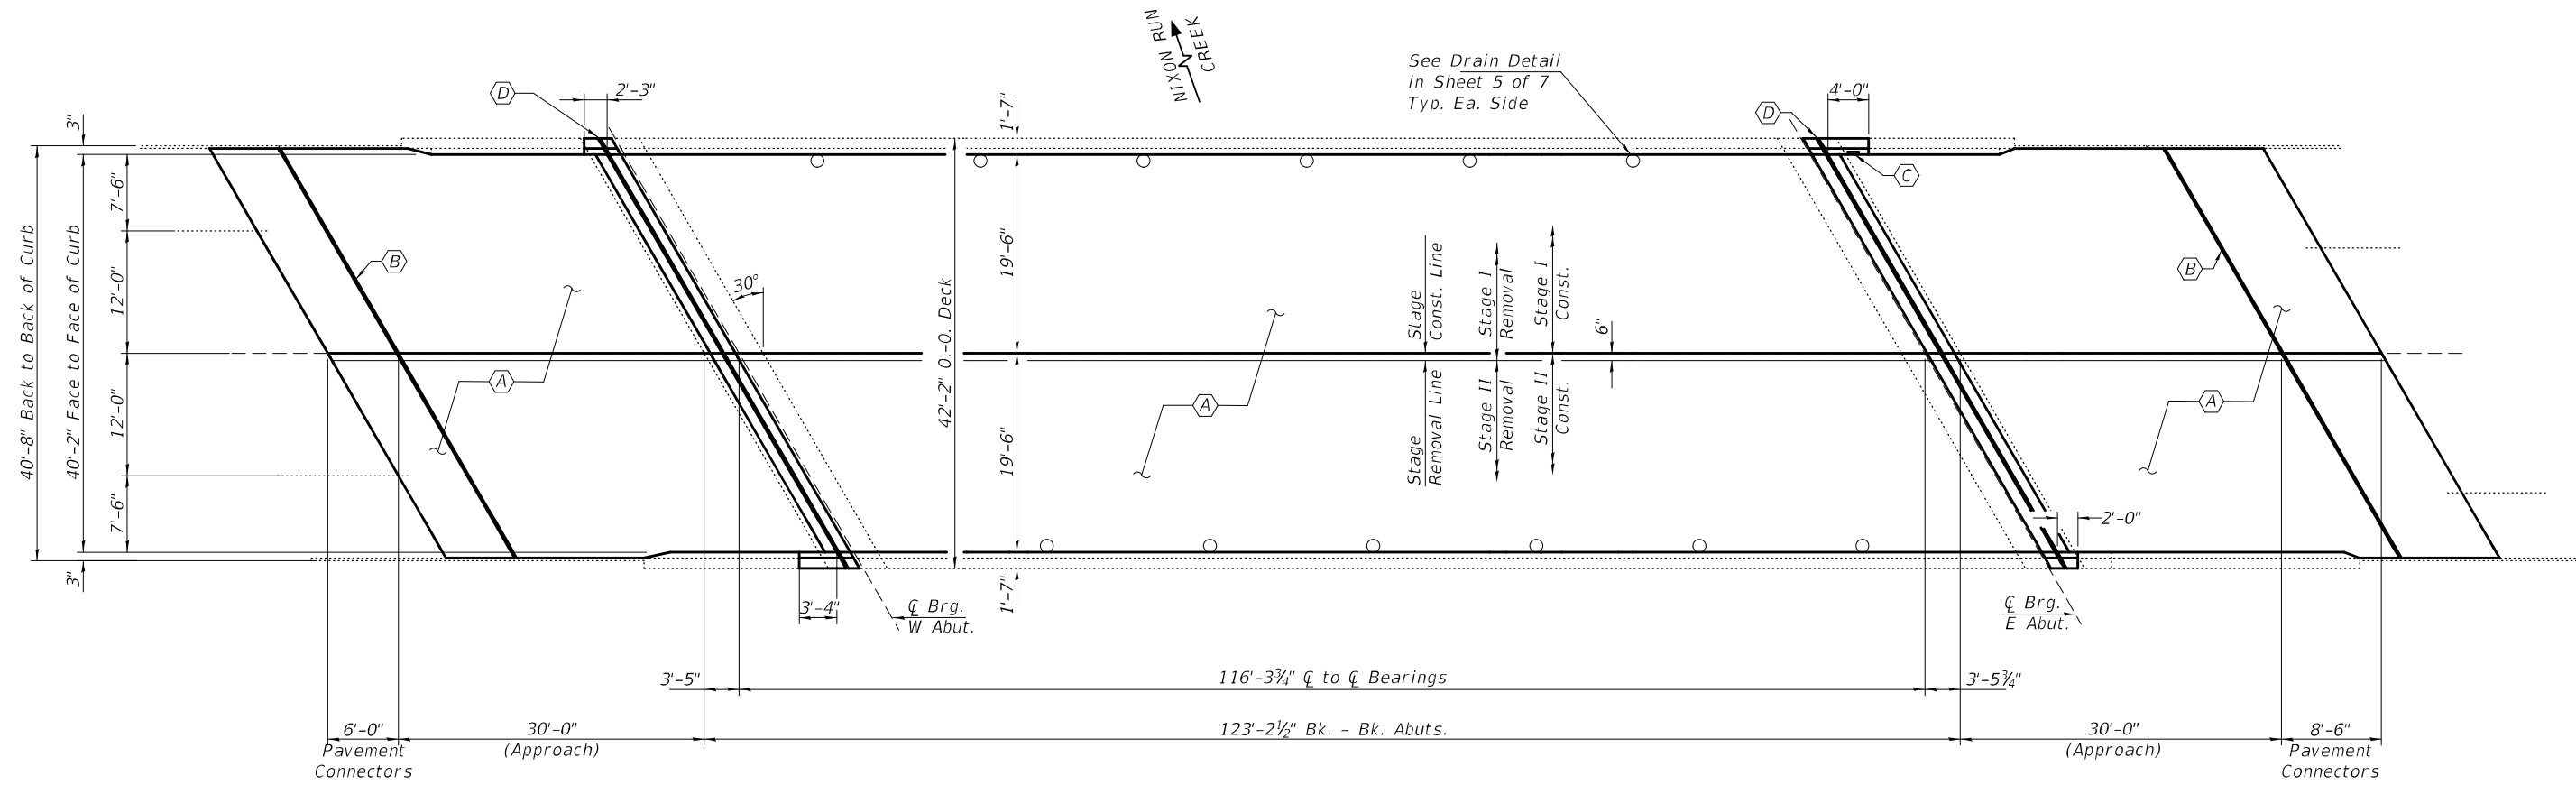 NIXON RUN
CREEK
See Drain Detail
in Sheet 5 of 7
Typ. Ea. Side
D
2'-3"
1'-7"
D
4'-0"
C
3"
40'-8" Back to Back of Curb
40'-2" Face to Face of Curb
7'-6"
12'-0"
12'-0"
7'-6"
3"
B
30°
A
42'-2" O.-O. Deck
19'-6"
19'-6"
1'-7"
A
Stage
Const. Line
Stage I
Removal
Stage I
Const.
6"
Stage
Removal Line
Stage II
Removal
Stage II
Const.
B
A
2'-0"
3'-4"
℄ Brg.
W Abut.
℄ Brg.
E Abut.
3'-5"
116'-3¾" ℄ to ℄ Bearings
3'-5¾"
6'-0"
Pavement
Connectors
30'-0"
(Approach)
123'-2½" Bk. - Bk. Abuts.
30'-0"
(Approach)
8'-6"
Pavement
Connectors